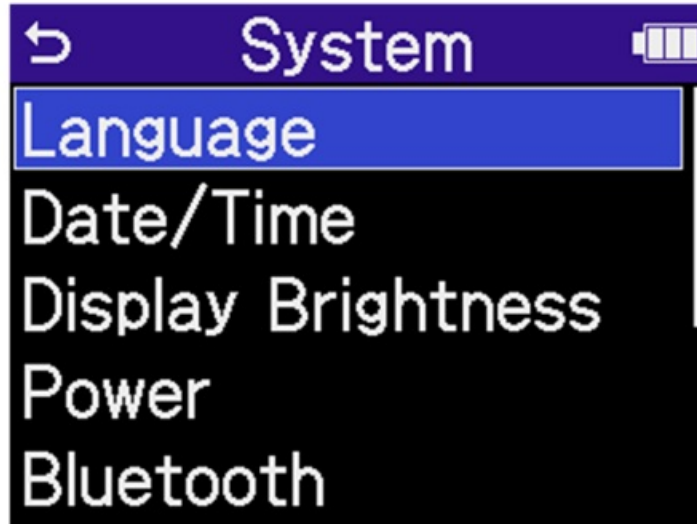 System
Language
Date/Time
Display Brightness
Power
Bluetooth